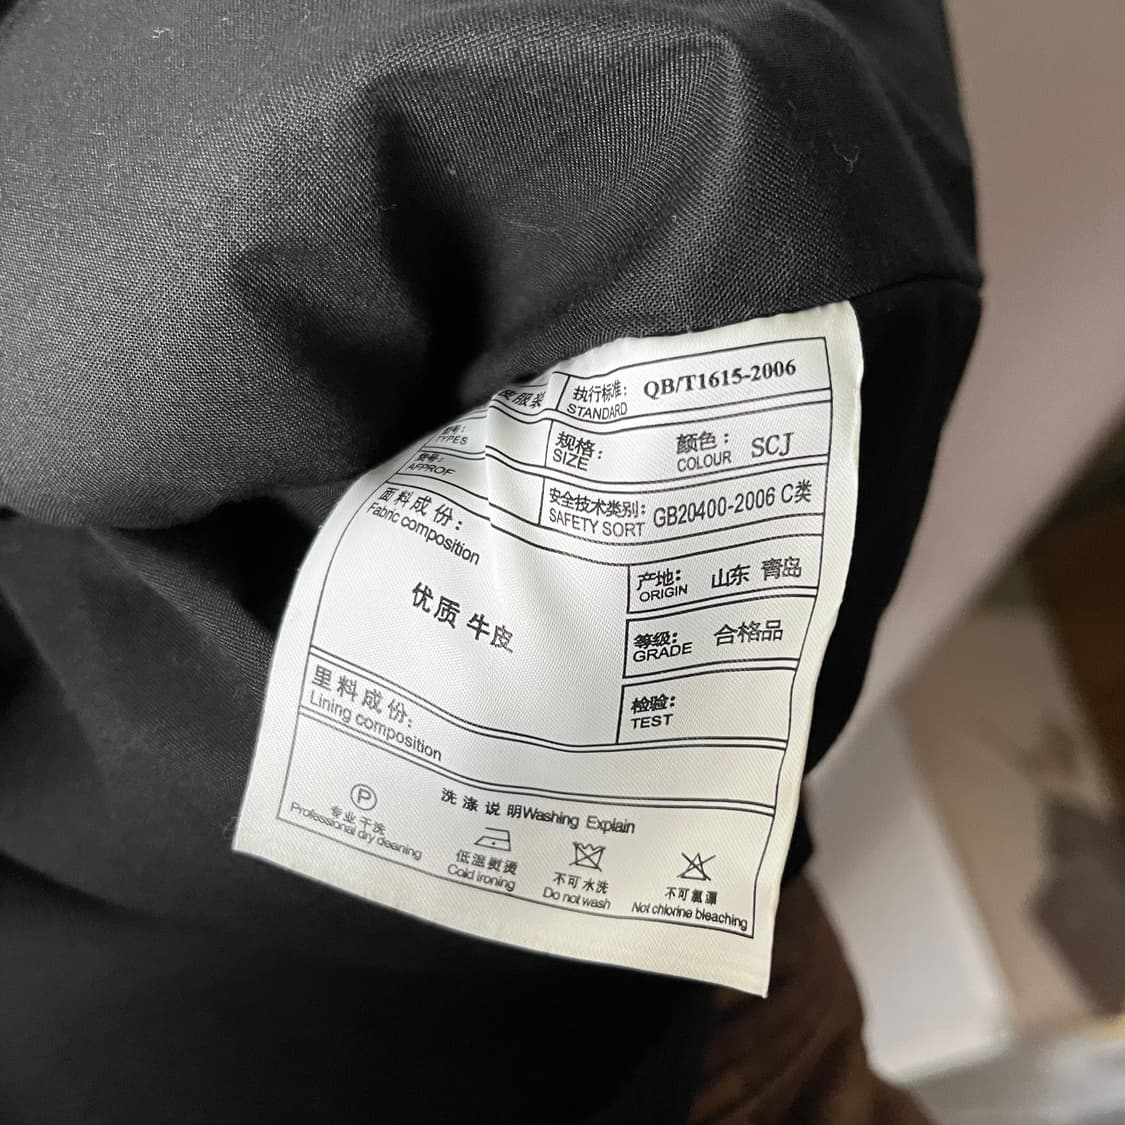 服装
执行标准: QB/T1615-2006
STANDARD
TYPES
规格:
SIZE
颜色: SCJ
COLOUR
APPROF
安全技术类别: GB20400-2006 C类
SAFETY SORT
面料成份:
Fabric composition
优质 牛皮
产地: 山东 青岛
ORIGIN
等级: 合格品
GRADE
检验:
TEST
里料成份:
Lining composition
洗涤说明Washing Explain
P
专业干洗
Professional dry cleaning
低温熨烫
Cold ironing
不可水洗
Do not wash
不可氯漂
Not chlorine bleaching